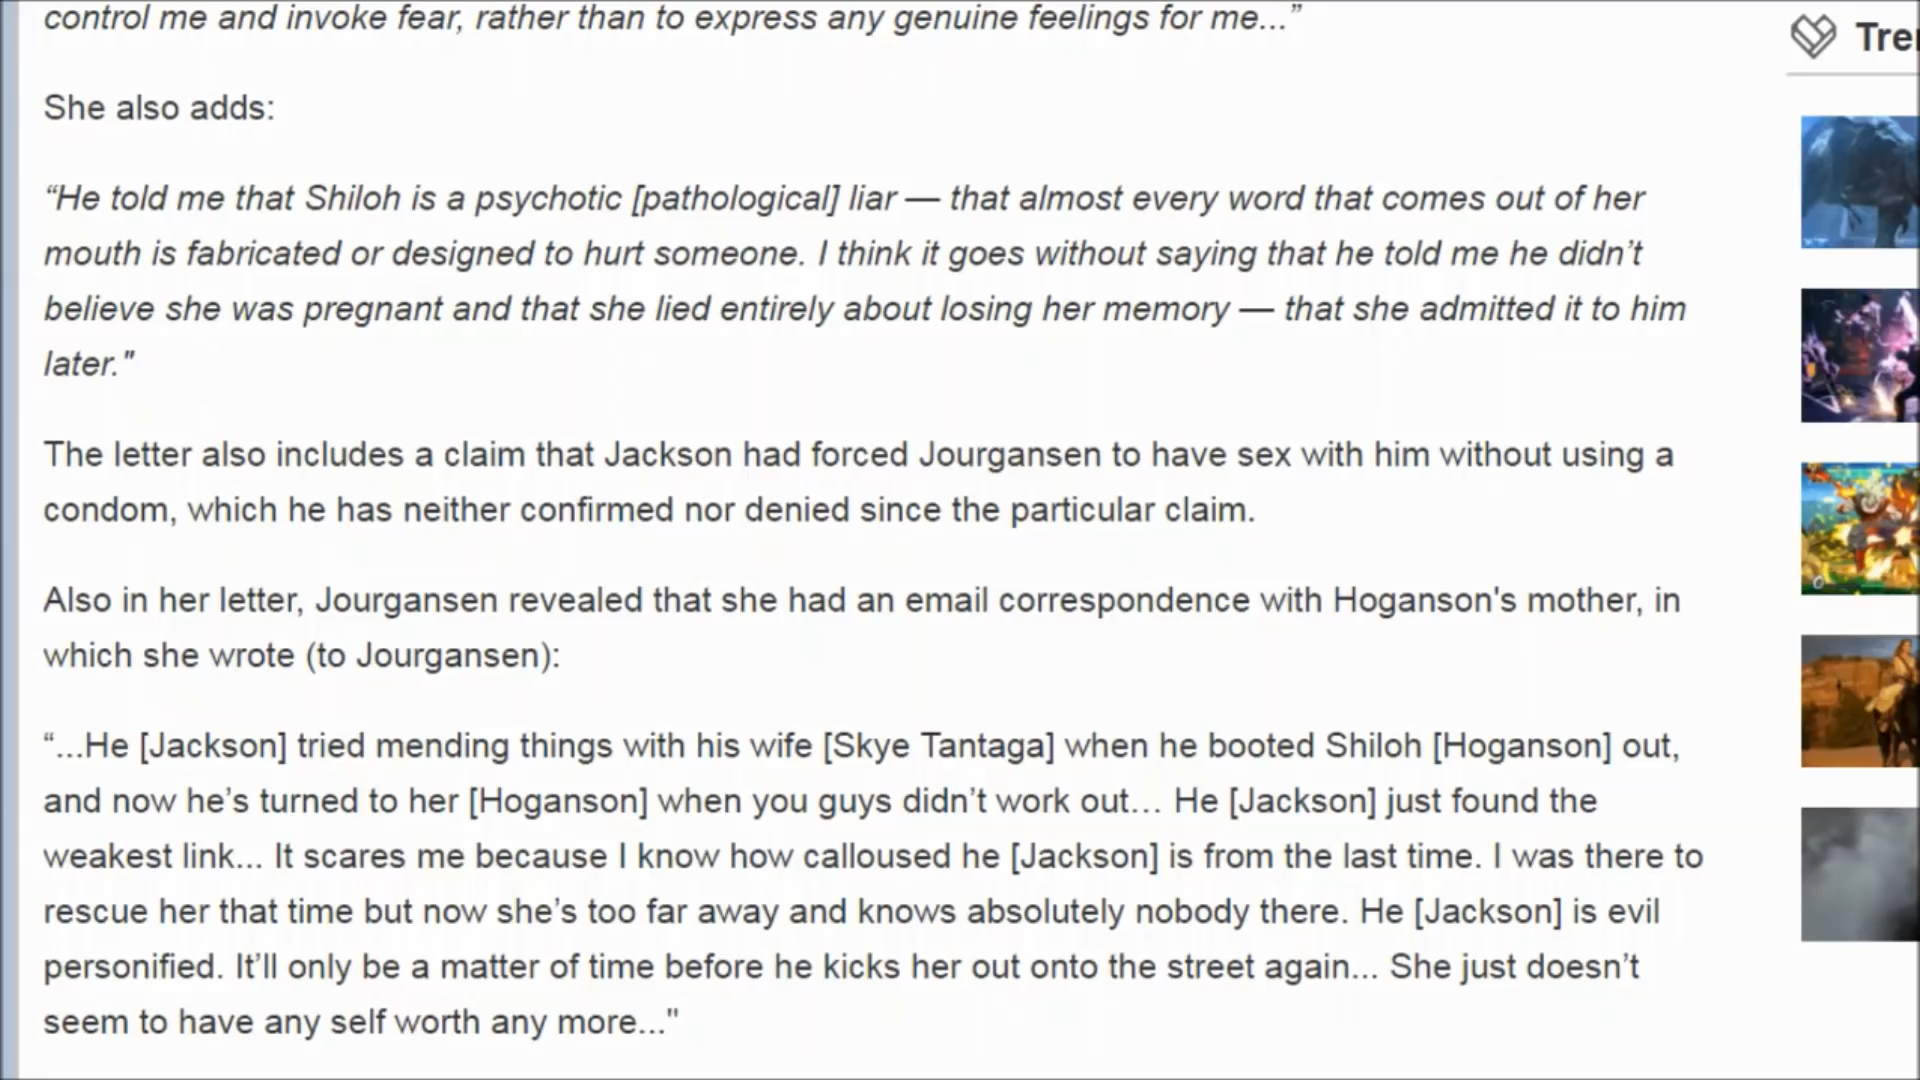 control me and invoke fear, rather than to express any genuine feelings for me...”
She also adds:
“He told me that Shiloh is a psychotic [pathological] liar — that almost every word that comes out of her
mouth is fabricated or designed to hurt someone. I think it goes without saying that he told me he didn’t
believe she was pregnant and that she lied entirely about losing her memory — that she admitted it to him
later."
The letter also includes a claim that Jackson had forced Jourgansen to have sex with him without using a
condom, which he has neither confirmed nor denied since the particular claim.
Also in her letter, Jourgansen revealed that she had an email correspondence with Hoganson's mother, in
which she wrote (to Jourgansen):
“...He [Jackson] tried mending things with his wife [Skye Tantaga] when he booted Shiloh [Hoganson] out,
and now he’s turned to her [Hoganson] when you guys didn’t work out… He [Jackson] just found the
weakest link... It scares me because I know how calloused he [Jackson] is from the last time. I was there to
rescue her that time but now she’s too far away and knows absolutely nobody there. He [Jackson] is evil
personified. It’ll only be a matter of time before he kicks her out onto the street again... She just doesn’t
seem to have any self worth any more..."
Tre